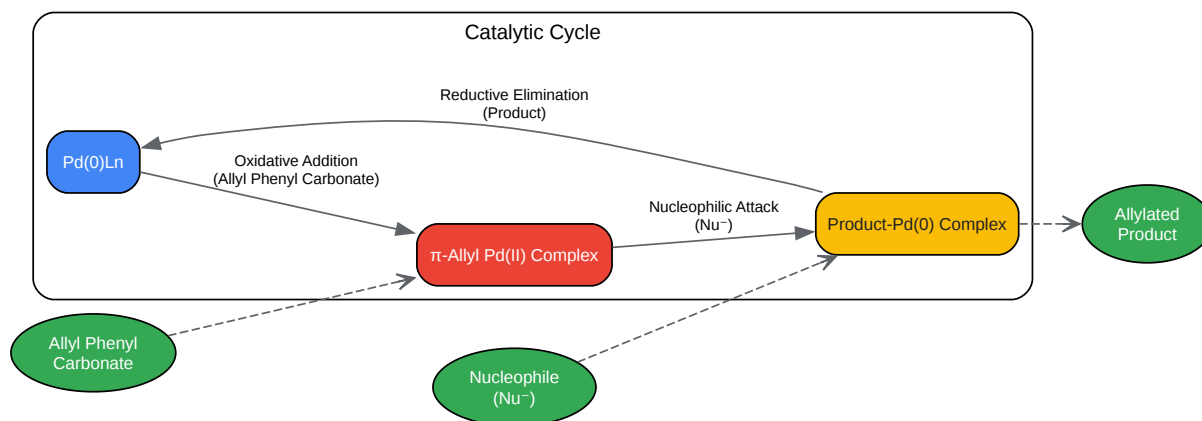 Catalytic Cycle
Reductive Elimination
(Product)
Pd(0)Ln
Oxidative Addition
(Allyl Phenyl Carbonate)
Nucleophilic Attack
(Nu⁻)
π-Allyl Pd(II) Complex
Product-Pd(0) Complex
Allylated
Product
Allyl Phenyl
Carbonate
Nucleophile
(Nu⁻)